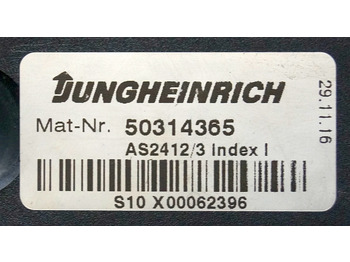 JUNGHEINRICH
Mat-Nr. 50314365
AS2412/3 Index I
S10 X00062396
29.11.16